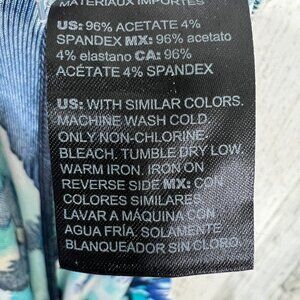 MATERIAUX IMPORTES
US: 96% ACETATE 4%
SPANDEX MX: 96% acetato
4% elastano CA: 96%
ACÉTATE 4% SPANDEX
US: WITH SIMILAR COLORS.
MACHINE WASH COLD.
ONLY NON-CHLORINE
BLEACH. TUMBLE DRY LOW.
WARM IRON. IRON ON
REVERSE SIDE MX: CON
COLORES SIMILARES
LAVAR A MÁQUINA CON
AGUA FRÍA. SOLAMENTE
BLANQUEADOR SIN CLORO.